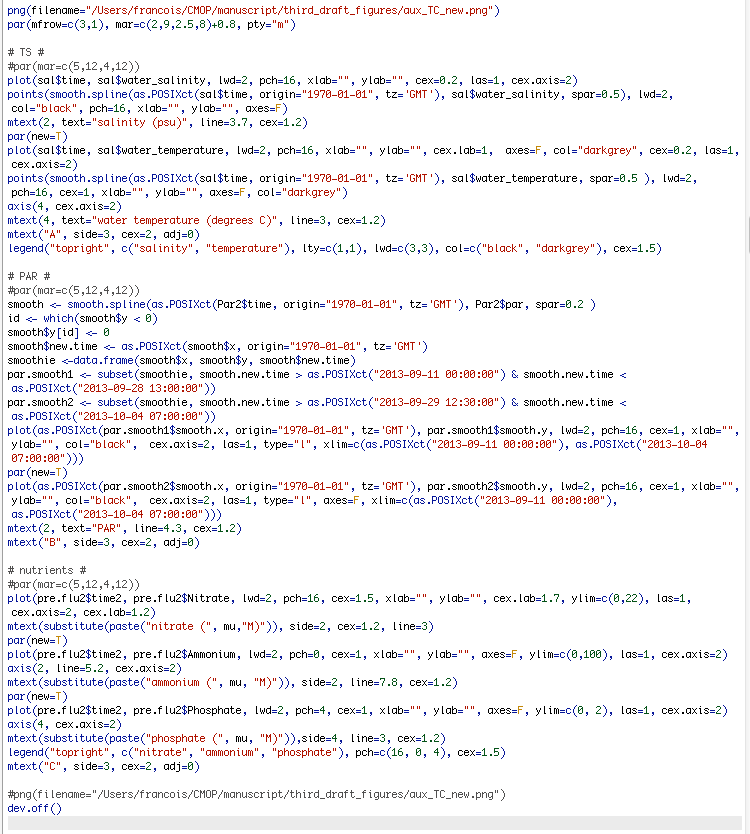 png(filename="/Users/francois/CMOP/manuscript/third_draft_figures/aux_TC_new.png")
par(mfrow=c(3,1), mar=c(2,9,2.5,8)+0.8, pty="m")
# TS #
#par(mar=c(5,12,4,12))
plot(sal$time, sal$water_salinity, lwd=2, pch=16, xlab="", ylab="", cex=0.2, las=1, cex.axis=2)
points(smooth.spline(as.POSIXct(sal$time, origin="1970-01-01", tz='GMT'), sal$water_salinity, spar=0.5), lwd=2,
col="black", pch=16, xlab="", ylab="", axes=F)
mtext(2, text="salinity (psu)", line=3.7, cex=1.2)
par(new=T)
plot(sal$time, sal$water_temperature, lwd=2, pch=16, xlab="", ylab="", cex.lab=1,  axes=F, col="darkgrey", cex=0.2, las=1,
cex.axis=2)
points(smooth.spline(as.POSIXct(sal$time, origin="1970-01-01", tz='GMT'), sal$water_temperature, spar=0.5 ), lwd=2,
pch=16, cex=1, xlab="", ylab="", axes=F, col="darkgrey")
axis(4, cex.axis=2)
mtext(4, text="water temperature (degrees C)", line=3, cex=1.2)
mtext("A", side=3, cex=2, adj=0)
legend("topright", c("salinity", "temperature"), lty=c(1,1), lwd=c(3,3), col=c("black", "darkgrey"), cex=1.5)
# PAR #
#par(mar=c(5,12,4,12))
smooth <- smooth.spline(as.POSIXct(Par2$time, origin="1970-01-01", tz='GMT'), Par2$par, spar=0.2 )
id <- which(smooth$y < 0)
smooth$y[id] <- 0
smooth$new.time <- as.POSIXct(smooth$x, origin="1970-01-01", tz='GMT')
smoothie <-data.frame(smooth$x, smooth$y, smooth$new.time)
par.smooth1 <- subset(smoothie, smooth.new.time > as.POSIXct("2013-09-11 00:00:00") & smooth.new.time <
as.POSIXct("2013-09-28 13:00:00"))
par.smooth2 <- subset(smoothie, smooth.new.time > as.POSIXct("2013-09-29 12:30:00") & smooth.new.time <
as.POSIXct("2013-10-04 07:00:00"))
plot(as.POSIXct(par.smooth1$smooth.x, origin="1970-01-01", tz='GMT'), par.smooth1$smooth.y, lwd=2, pch=16, cex=1, xlab="",
ylab="", col="black",  cex.axis=2, las=1, type="l", xlim=c(as.POSIXct("2013-09-11 00:00:00"), as.POSIXct("2013-10-04
07:00:00")))
par(new=T)
plot(as.POSIXct(par.smooth2$smooth.x, origin="1970-01-01", tz='GMT'), par.smooth2$smooth.y, lwd=2, pch=16, cex=1, xlab="",
ylab="", col="black",  cex.axis=2, las=1, type="l", axes=F, xlim=c(as.POSIXct("2013-09-11 00:00:00"),
as.POSIXct("2013-10-04 07:00:00")))
mtext(2, text="PAR", line=4.3, cex=1.2)
mtext("B", side=3, cex=2, adj=0)
# nutrients #
#par(mar=c(5,12,4,12))
plot(pre.flu2$time2, pre.flu2$Nitrate, lwd=2, pch=16, cex=1.5, xlab="", ylab="", cex.lab=1.7, ylim=c(0,22), las=1,
cex.axis=2, cex.lab=1.2)
mtext(substitute(paste("nitrate (", mu,"M)")), side=2, cex=1.2, line=3)
par(new=T)
plot(pre.flu2$time2, pre.flu2$Ammonium, lwd=2, pch=0, cex=1, xlab="", ylab="", axes=F, ylim=c(0,100), las=1, cex.axis=2)
axis(2, line=5.2, cex.axis=2)
mtext(substitute(paste("ammonium (", mu, "M)")), side=2, line=7.8, cex=1.2)
par(new=T)
plot(pre.flu2$time2, pre.flu2$Phosphate, lwd=2, pch=4, cex=1, xlab="", ylab="", axes=F, ylim=c(0, 2), las=1, cex.axis=2)
axis(4, cex.axis=2)
mtext(substitute(paste("phosphate (", mu, "M)")),side=4, line=3, cex=1.2)
legend("topright", c("nitrate", "ammonium", "phosphate"), pch=c(16, 0, 4), cex=1.5)
mtext("C", side=3, cex=2, adj=0)
#png(filename="/Users/francois/CMOP/manuscript/third_draft_figures/aux_TC_new.png")
dev.off()